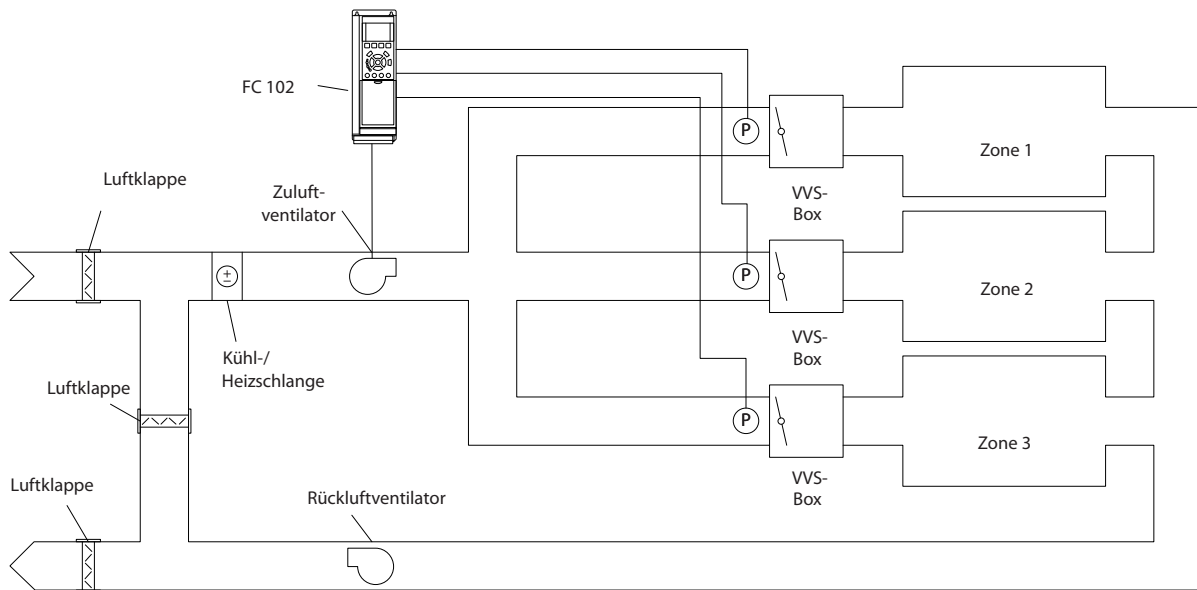 FC 102
Luftklappe
Zuluft-
ventilator
P
Zone 1
VVS-
Box
±
P
Zone 2
Kühl-/
Heizschlange
VVS-
Box
Luftklappe
P
Zone 3
Luftklappe
Rückluftventilator
VVS-
Box